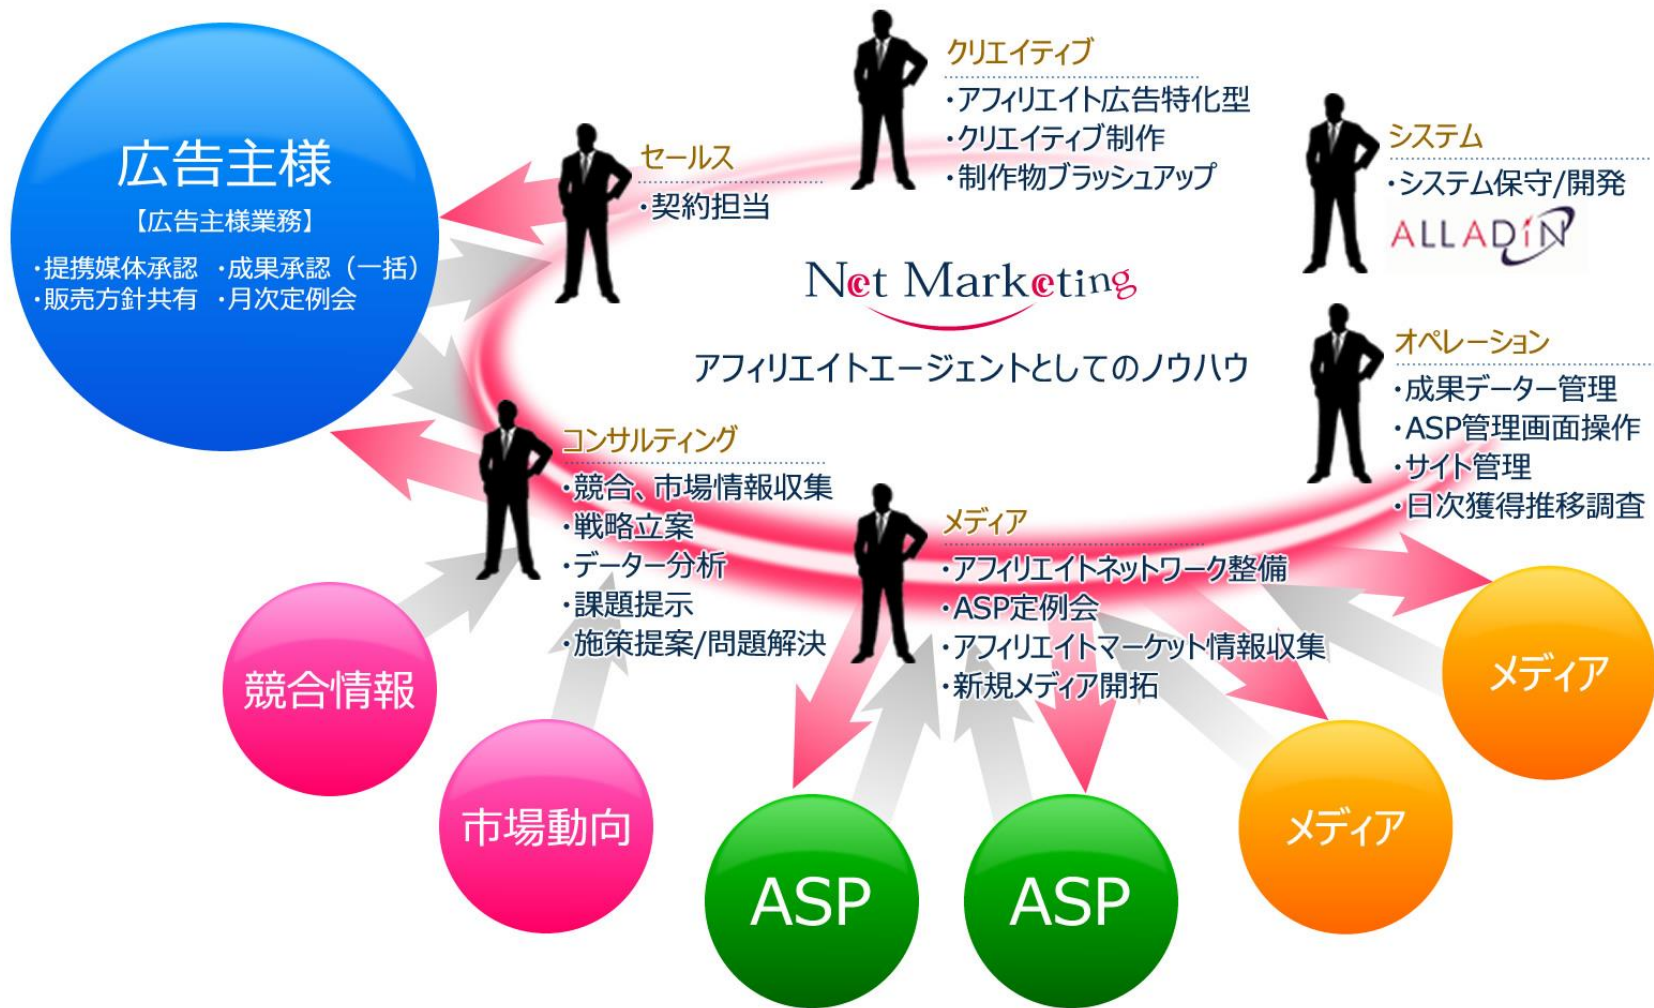 広告主様
【広告主様業務】
・提携媒体承認 ・成果承認（一括）
・販売方針共有 ・月次定例会
セールス
・契約担当
クリエイティブ
・アフィリエイト広告特化型
・クリエイティブ制作
・制作物ブラッシュアップ
システム
・システム保守/開発
ALLADiN
Net Marketing
アフィリエイトエージェントとしてのノウハウ
オペレーション
・成果データー管理
・ASP管理画面操作
・サイト管理
・日次獲得推移調査
コンサルティング
・競合、市場情報収集
・戦略立案
・データー分析
・課題提示
・施策提案/問題解決
メディア
・アフィリエイトネットワーク整備
・ASP定例会
・アフィリエイトマーケット情報収集
・新規メディア開拓
競合情報
市場動向
ASP
ASP
メディア
メディア